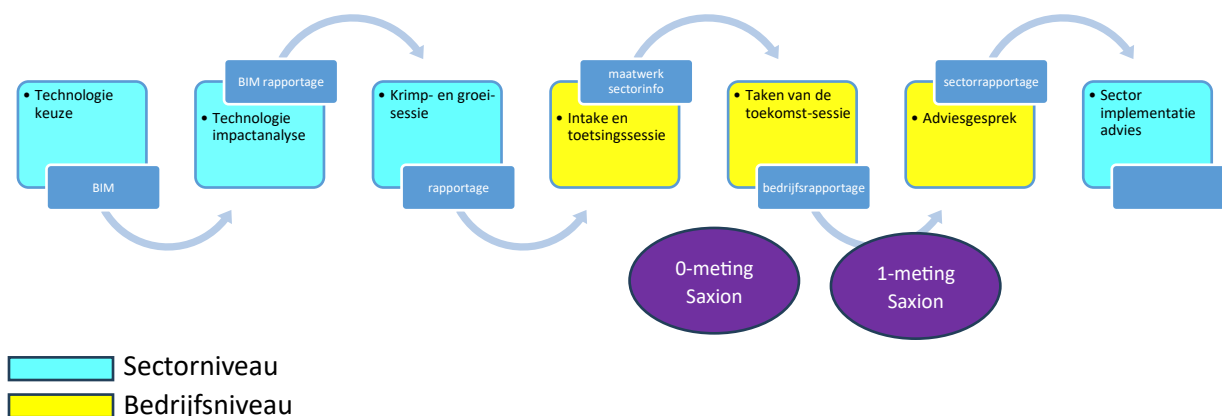 • Technologie
keuze
BIM
BIM rapportage
• Technologie
impactanalyse
• Krimp- en groei-
sessie
rapportage
maatwerk
sectorinfo
• Intake en
toetsingssessie
• Taken van de
toekomst-sessie
bedrijfsrapportage
sectorrapportage
• Adviesgesprek
• Sector
implementatie
advies
0-meting
Saxion
1-meting
Saxion
Sectorniveau
Bedrijfsniveau